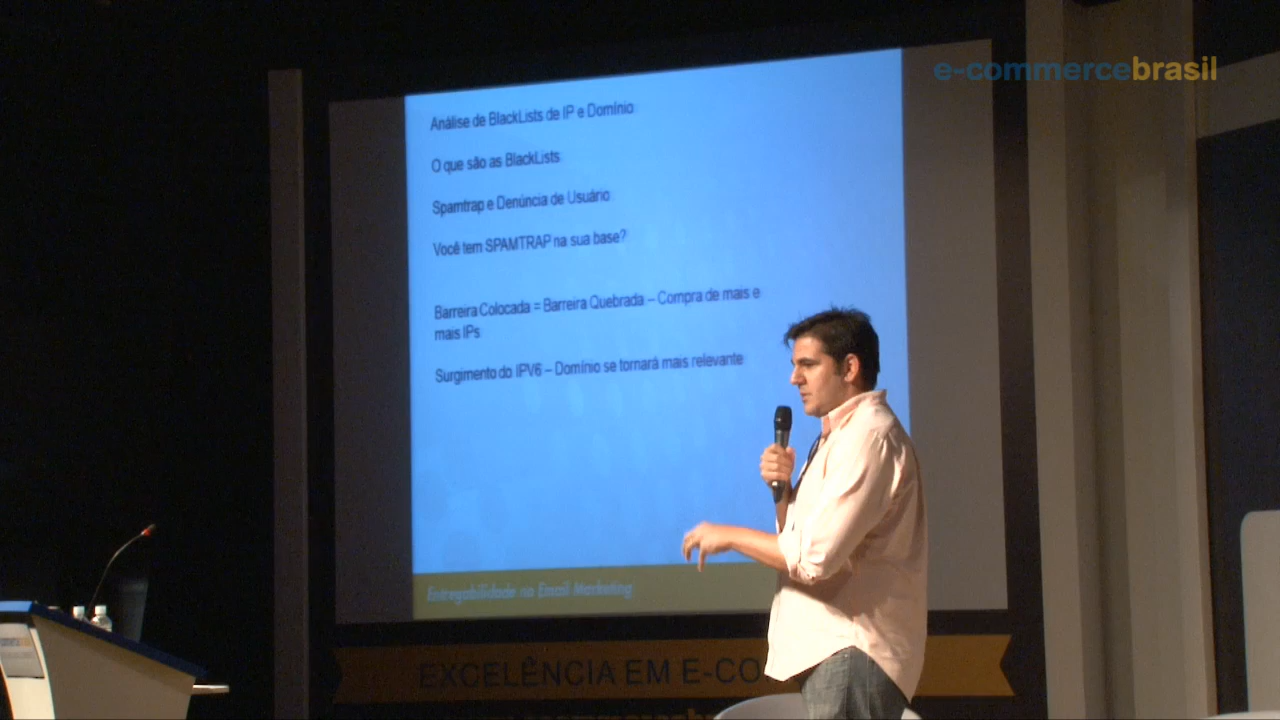 e-commercebrasil
Análise de BlackLists de IP e Domínio
O que são as BlackLists
Spamtrap e Denúncia de Usuário
Você tem SPAMTRAP na sua base?
Barreira Colocada = Barreira Quebrada – Compra de mais e
mais IPs
Surgimento do IPV6 – Domínio se tornará mais relevante
Entregabilidade no Email Marketing
EXCELÊNCIA EM E-CO